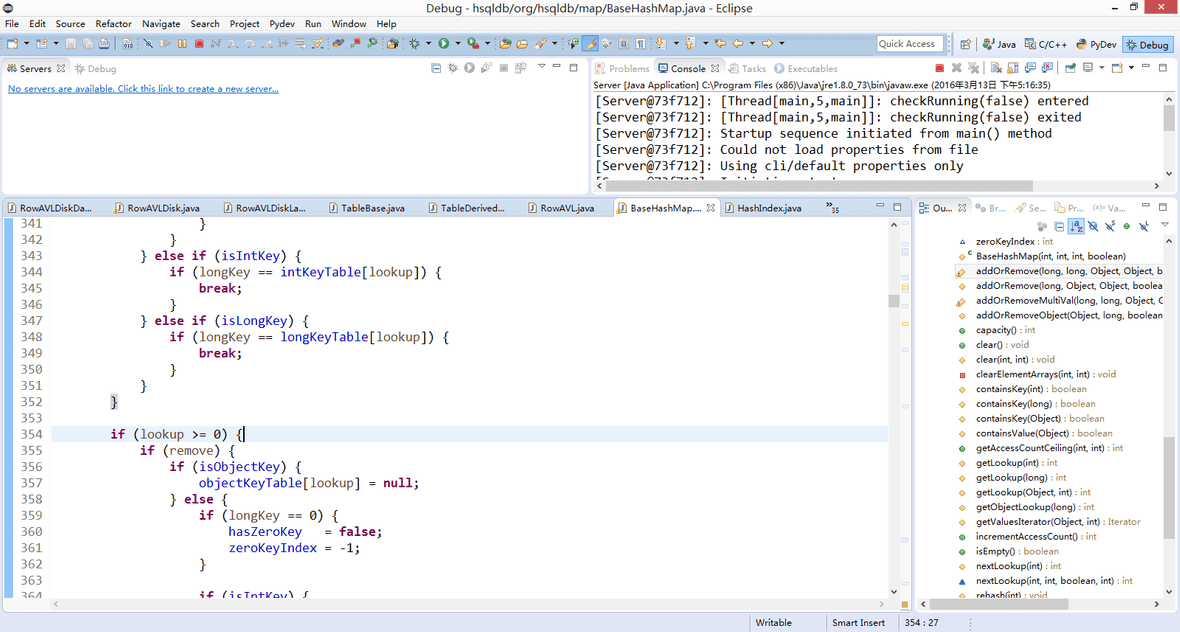 Debug - hsqldb/org/hsqldb/map/BaseHashMap.java - Eclipse
File Edit Source Refactor Navigate Search Project Pydev Run Window Help
Quick Access Java C/C++ PyDev Debug
Servers Debug
No servers are available. Click this link to create a new server...
Problems Console Tasks Executables
Server [Java Application] C:\Program Files (x86)\Java\jre1.8.0_73\bin\javaw.exe (2016年3月13日 下午5:16:35)
[Server@73f712]: [Thread[main,5,main]]: checkRunning(false) entered
[Server@73f712]: [Thread[main,5,main]]: checkRunning(false) exited
[Server@73f712]: Startup sequence initiated from main() method
[Server@73f712]: Could not load properties from file
[Server@73f712]: Using cli/default properties only
RowAVLDiskDa... RowAVLDisk.java RowAVLDiskLa... TableBase.java TableDerived... RowAVL.java BaseHashMap.... HashIndex.java »35
341 }
342 }
343 } else if (isIntKey) {
344 if (longKey == intKeyTable[lookup]) {
345 break;
346 }
347 } else if (isLongKey) {
348 if (longKey == longKeyTable[lookup]) {
349 break;
350 }
351 }
352 }
353
354 if (lookup >= 0) {
355 if (remove) {
356 if (isObjectKey) {
357 objectKeyTable[lookup] = null;
358 } else {
359 if (longKey == 0) {
360 hasZeroKey = false;
361 zeroKeyIndex = -1;
362 }
363
364 if (isIntKey) {
Ou... Br... Se... Pr... Va...
zeroKeyIndex : int
BaseHashMap(int, int, int, boolean)
addOrRemove(long, long, Object, Object, b
addOrRemove(long, Object, Object, boolea
addOrRemoveMultiVal(long, long, Object, O
addOrRemoveObject(Object, long, boolean
capacity() : int
clear() : void
clear(int, int) : void
clearElementArrays(int, int) : void
containsKey(int) : boolean
containsKey(long) : boolean
containsKey(Object) : boolean
containsValue(Object) : boolean
getAccessCountCeiling(int, int) : int
getLookup(int) : int
getLookup(long) : int
getLookup(Object, int) : int
getObjectLookup(long) : int
getValuesIterator(Object, int) : Iterator
incrementAccessCount() : int
isEmpty() : boolean
nextLookup(int) : int
nextLookup(int, int, boolean, int) : int
rehash(int) : void
Writable Smart Insert 354 : 27